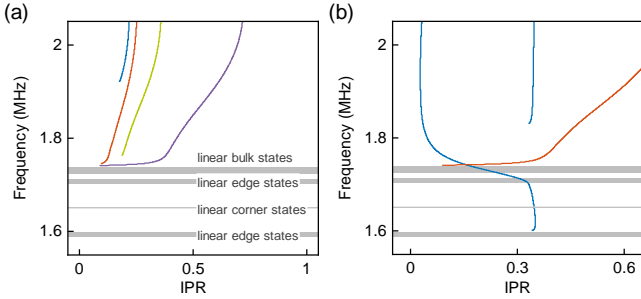 (a)
2
1.8
1.6
Frequency (MHz)
linear bulk states
linear edge states
linear corner states
linear edge states
0
0.5
1
IPR
(b)
2
1.8
1.6
Frequency (MHz)
0
0.3
0.6
IPR